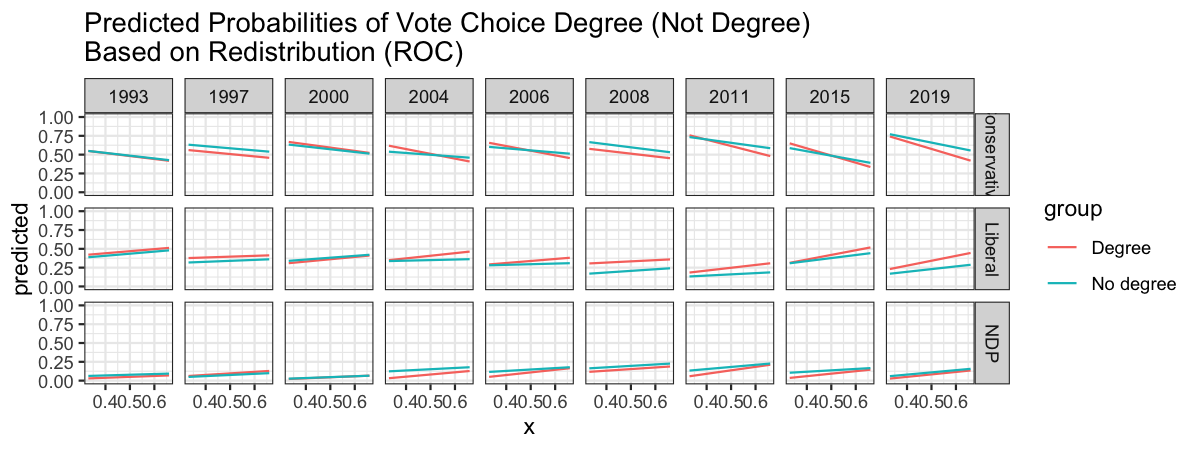 Predicted Probabilities of Vote Choice Degree (Not Degree)
Based on Redistribution (ROC)
1993 1997 2000 2004 2006 2008 2011 2015 2019
predicted
1.00
0.75
0.50
0.25
0.00
onservativ
1.00
0.75
0.50
0.25
0.00
Liberal
1.00
0.75
0.50
0.25
0.00
NDP
0.40.50.6 0.40.50.6 0.40.50.6 0.40.50.6 0.40.50.6 0.40.50.6 0.40.50.6 0.40.50.6 0.40.50.6
x
group
Degree
No degree